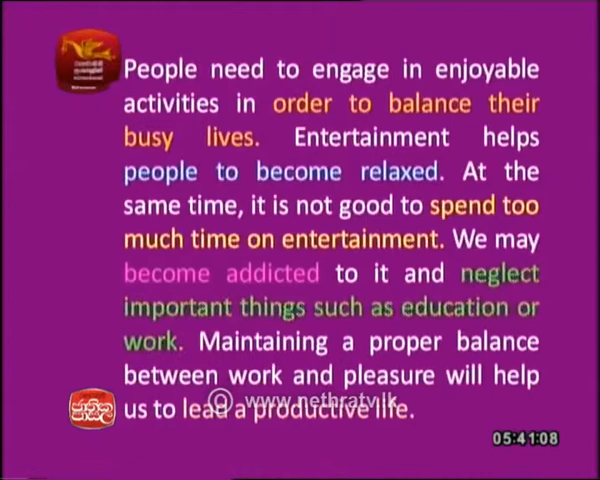 People need to engage in enjoyable
activities in order to balance their
busy lives. Entertainment helps
people to become relaxed. At the
same time, it is not good to spend too
much time on entertainment. We may
become addicted to it and neglect
important things such as education or
work. Maintaining a proper balance
between work and pleasure will help
us to lead a productive life.
www.nethratv.lk
05:41:08